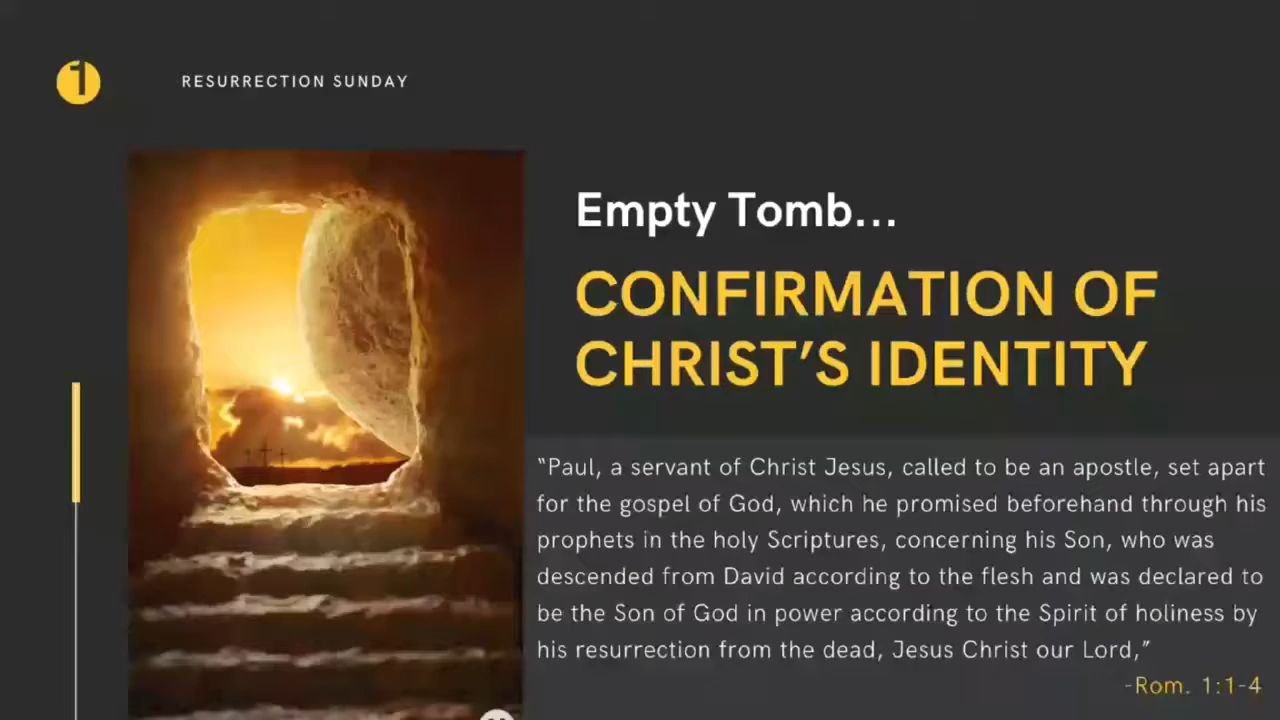 1
RESURRECTION SUNDAY
Empty Tomb...
CONFIRMATION OF
CHRIST'S IDENTITY
“Paul, a servant of Christ Jesus, called to be an apostle, set apart
for the gospel of God, which he promised beforehand through his
prophets in the holy Scriptures, concerning his Son, who was
descended from David according to the flesh and was declared to
be the Son of God in power according to the Spirit of holiness by
his resurrection from the dead, Jesus Christ our Lord,”
-Rom. 1:1-4